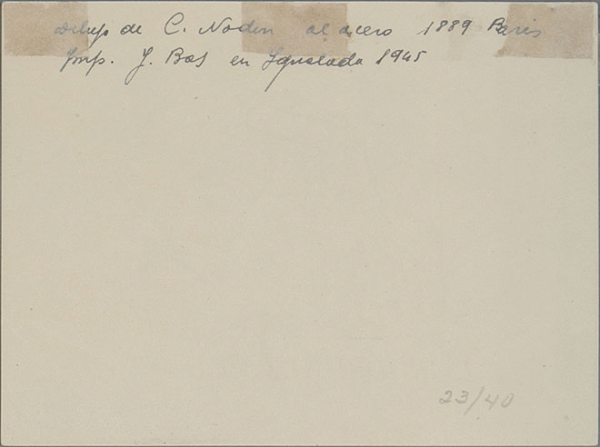 Dibujo de C. Noden al acero 1889 Paris
Imp. J. Bas en Igualada 1945
23/40